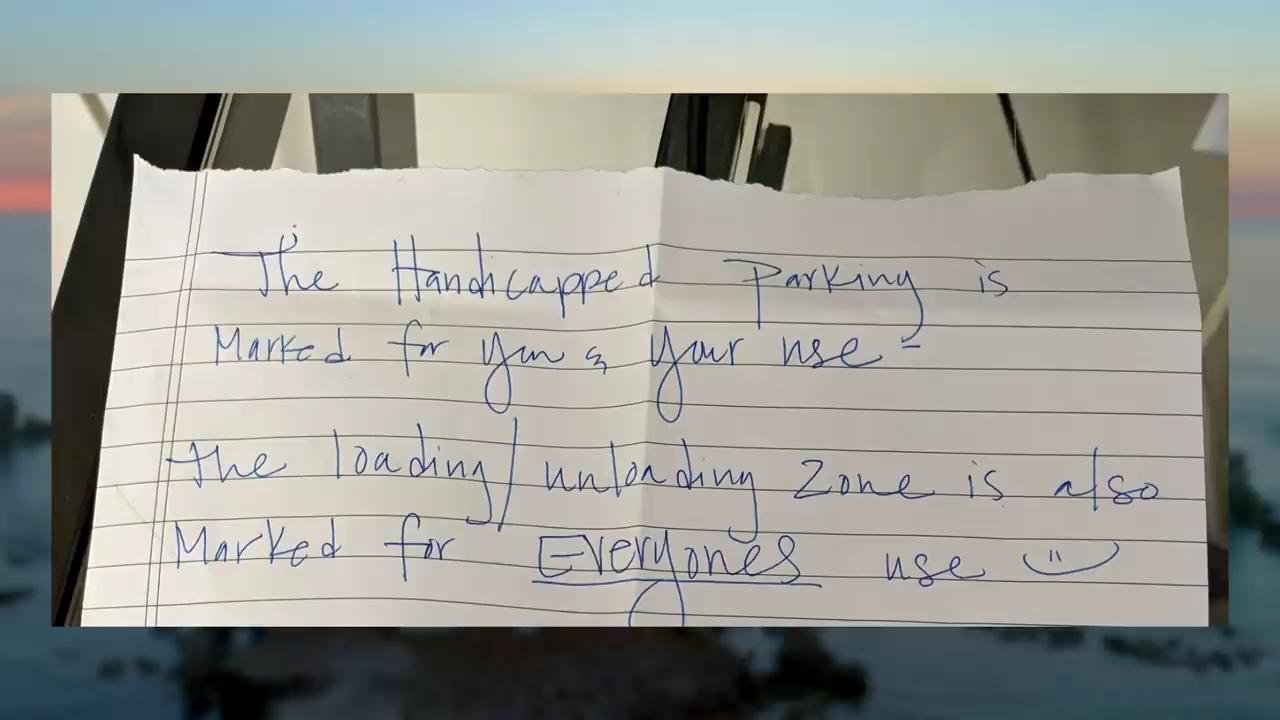 The Handicapped Parking is
Marked for you & your use -
the loading/unloading Zone is also
Marked for Everyones use